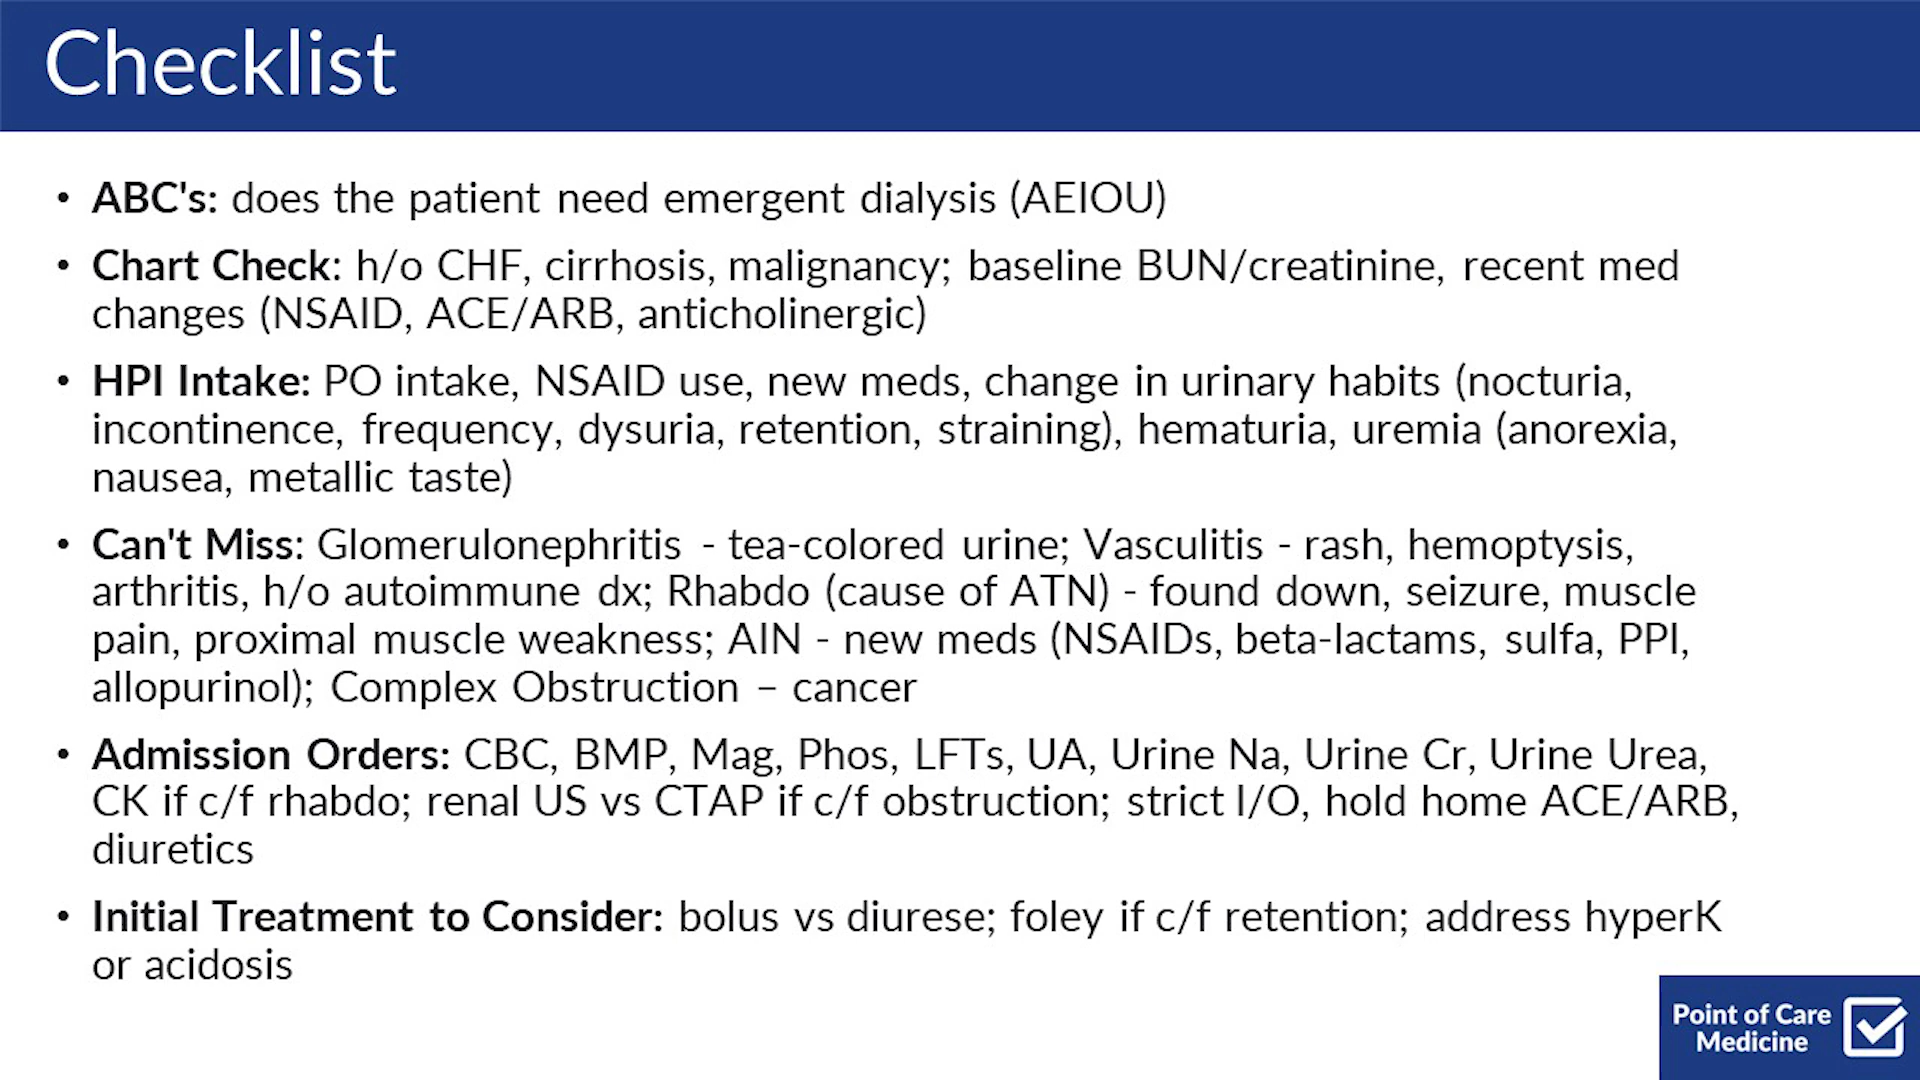 Checklist
• ABC's: does the patient need emergent dialysis (AEIOU)
• Chart Check: h/o CHF, cirrhosis, malignancy; baseline BUN/creatinine, recent med
changes (NSAID, ACE/ARB, anticholinergic)
• HPI Intake: PO intake, NSAID use, new meds, change in urinary habits (nocturia,
incontinence, frequency, dysuria, retention, straining), hematuria, uremia (anorexia,
nausea, metallic taste)
• Can't Miss: Glomerulonephritis - tea-colored urine; Vasculitis - rash, hemoptysis,
arthritis, h/o autoimmune dx; Rhabdo (cause of ATN) - found down, seizure, muscle
pain, proximal muscle weakness; AIN - new meds (NSAIDs, beta-lactams, sulfa, PPI,
allopurinol); Complex Obstruction – cancer
• Admission Orders: CBC, BMP, Mag, Phos, LFTs, UA, Urine Na, Urine Cr, Urine Urea,
CK if c/f rhabdo; renal US vs CTAP if c/f obstruction; strict I/O, hold home ACE/ARB,
diuretics
• Initial Treatment to Consider: bolus vs diurese; foley if c/f retention; address hyperK
or acidosis
Point of Care
Medicine